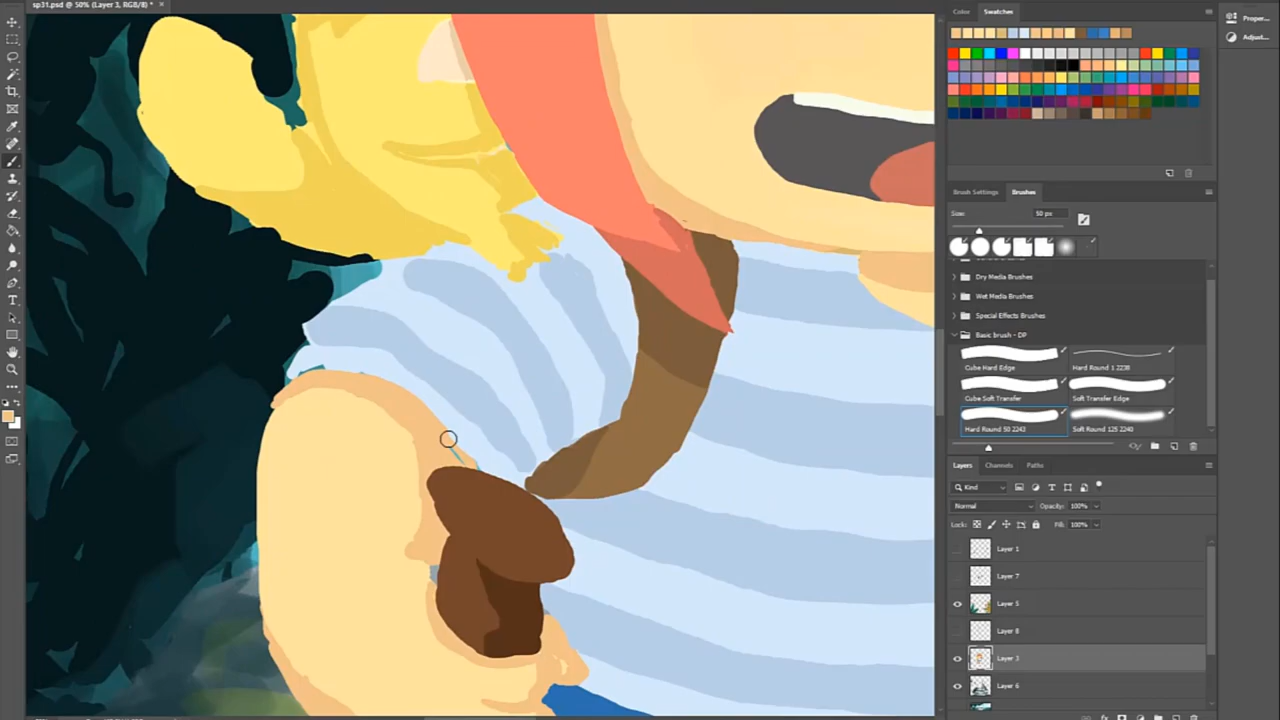 sp31.psd @ 50% (Layer 3, RGB/8) *
Color
Swatches
Proper...
Adjust...
Brush Settings
Brushes
Size:
50 px
Dry Media Brushes
Wet Media Brushes
Special Effects Brushes
Basic brush - DP
Cube Hard Edge
Hard Round 1 2238
Cube Soft Transfer
Soft Transfer Edge
Hard Round 50 2243
Soft Round 125 2240
Layers
Channels
Paths
Kind
Normal
Opacity: 100%
Lock:
Fill: 100%
Layer 1
Layer 7
Layer 5
Layer 8
Layer 3
Layer 6